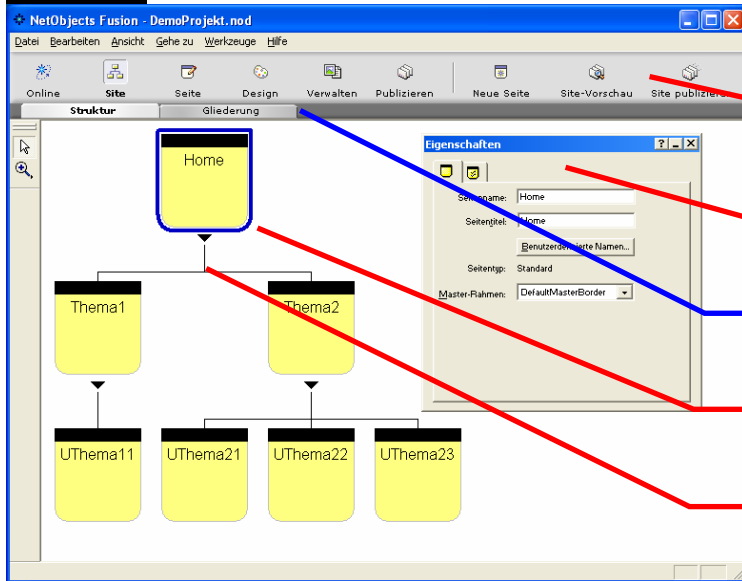 NetObjects Fusion - DemoProjekt.nod
Datei Bearbeiten Ansicht Gehe zu Werkzeuge Hilfe
Online Site Seite Design Verwalten Publizieren Neue Seite Site-Vorschau Site publizieren
Struktur Gliederung
Home
Thema1 Thema2
UThema11 UThema21 UThema22 UThema23
Eigenschaften
Seitenname: Home
Seitentitel: Home
Benutzerdefinierte Namen...
Seitentyp: Standard
Master-Rahmen: DefaultMasterBorder